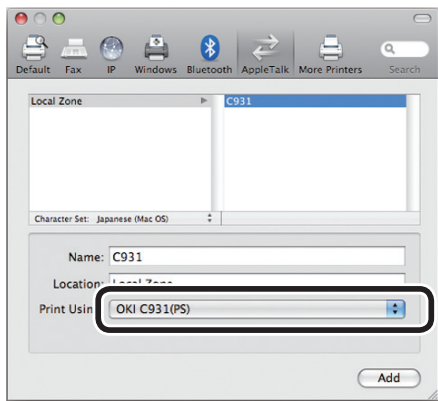 Default Fax IP Windows Bluetooth AppleTalk More Printers Search
Local Zone C931
Character Set: Japanese (Mac OS)
Name: C931
Location: Local Zone
Print Usin OKI C931(PS)
Add